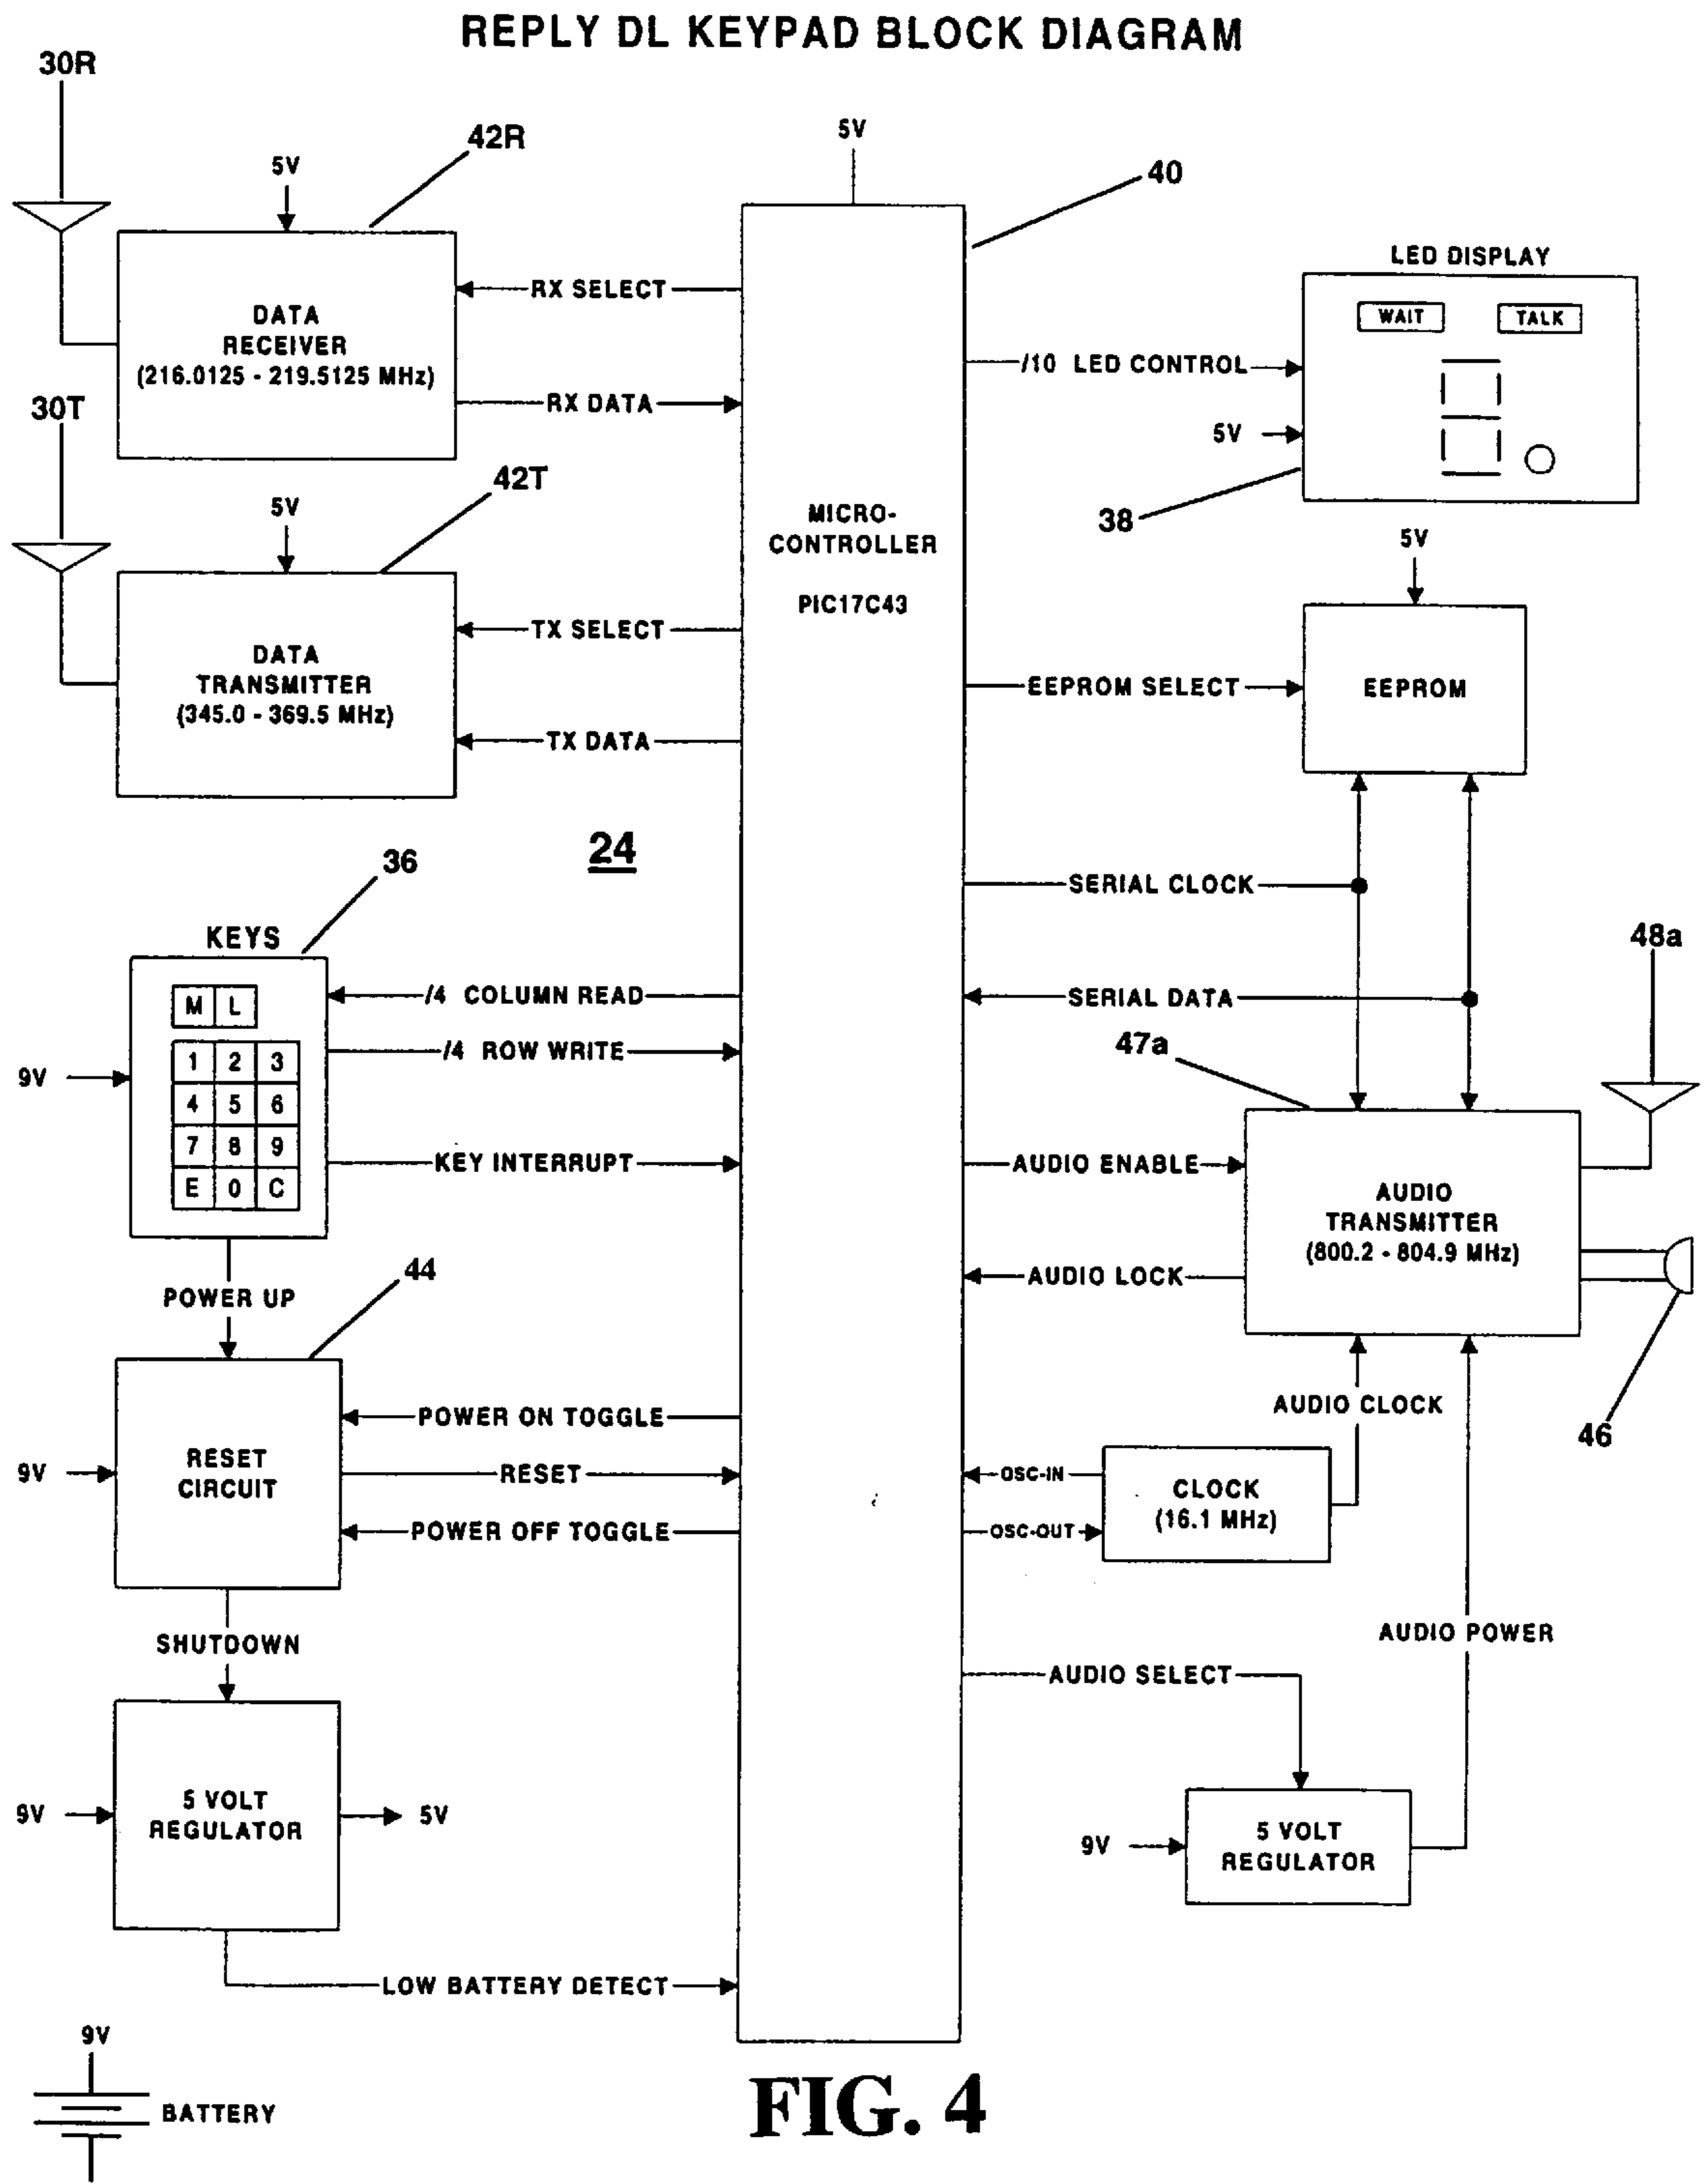 REPLY DL KEYPAD BLOCK DIAGRAM
30R
42R
5V
DATA
RECEIVER
(216.0125 - 219.5125 MHz)
RX SELECT
RX DATA
30T
42T
5V
DATA
TRANSMITTER
(345.0 - 369.5 MHz)
TX SELECT
TX DATA
24
36
KEYS
M L
1 2 3
4 5 6
7 8 9
E 0 C
9V
/4 COLUMN READ
/4 ROW WRITE
KEY INTERRUPT
POWER UP
44
RESET
CIRCUIT
9V
POWER ON TOGGLE
RESET
POWER OFF TOGGLE
SHUTDOWN
9V
5 VOLT
REGULATOR
5V
LOW BATTERY DETECT
9V
BATTERY
5V
40
MICRO-
CONTROLLER
PIC17C43
LED DISPLAY
WAIT TALK
/10 LED CONTROL
5V
38
5V
EEPROM SELECT
EEPROM
SERIAL CLOCK
SERIAL DATA
48a
47a
AUDIO ENABLE
AUDIO
TRANSMITTER
(800.2 - 804.9 MHz)
AUDIO LOCK
46
AUDIO CLOCK
OSC-IN
OSC-OUT
CLOCK
(16.1 MHz)
AUDIO POWER
AUDIO SELECT
9V
5 VOLT
REGULATOR
FIG. 4